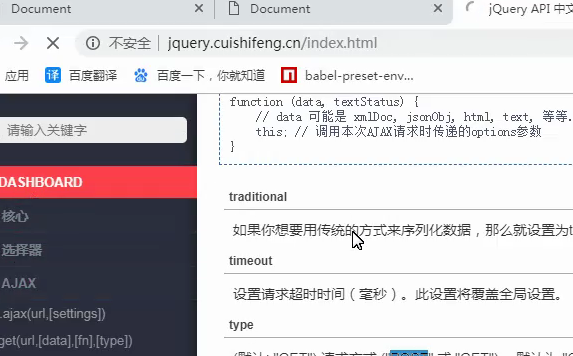 Document
Document
jQuery API 中文
不安全 | jquery.cuishifeng.cn/index.html
应用 译 百度翻译 百度一下，你就知道 babel-preset-env...
请输入关键字
DASHBOARD
核心
选择器
AJAX
.ajax(url,[settings])
get(url,[data],[fn],[type])
function (data, textStatus) {
// data 可能是 xmlDoc, jsonObj, html, text, 等等.
this; // 调用本次AJAX请求时传递的options参数
}
traditional
如果你想要用传统的方式来序列化数据，那么就设置为t
timeout
设置请求超时时间（毫秒）。此设置将覆盖全局设置。
type